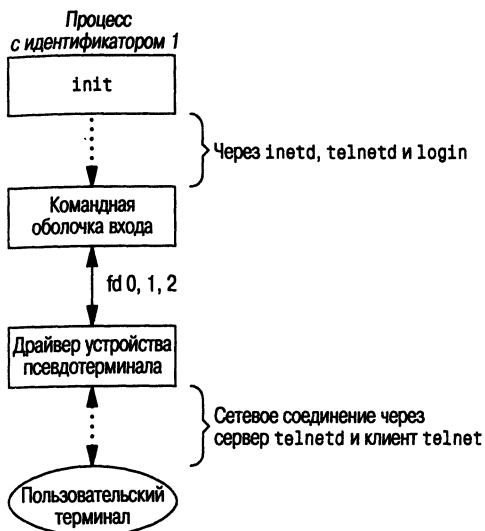 Процесс
с идентификатором 1
init
Через inetd, telnetd и login
Командная
оболочка входа
fd 0, 1, 2
Драйвер устройства
псевдотерминала
Сетевое соединение через
сервер telnetd и клиент telnet
Пользовательский
терминал